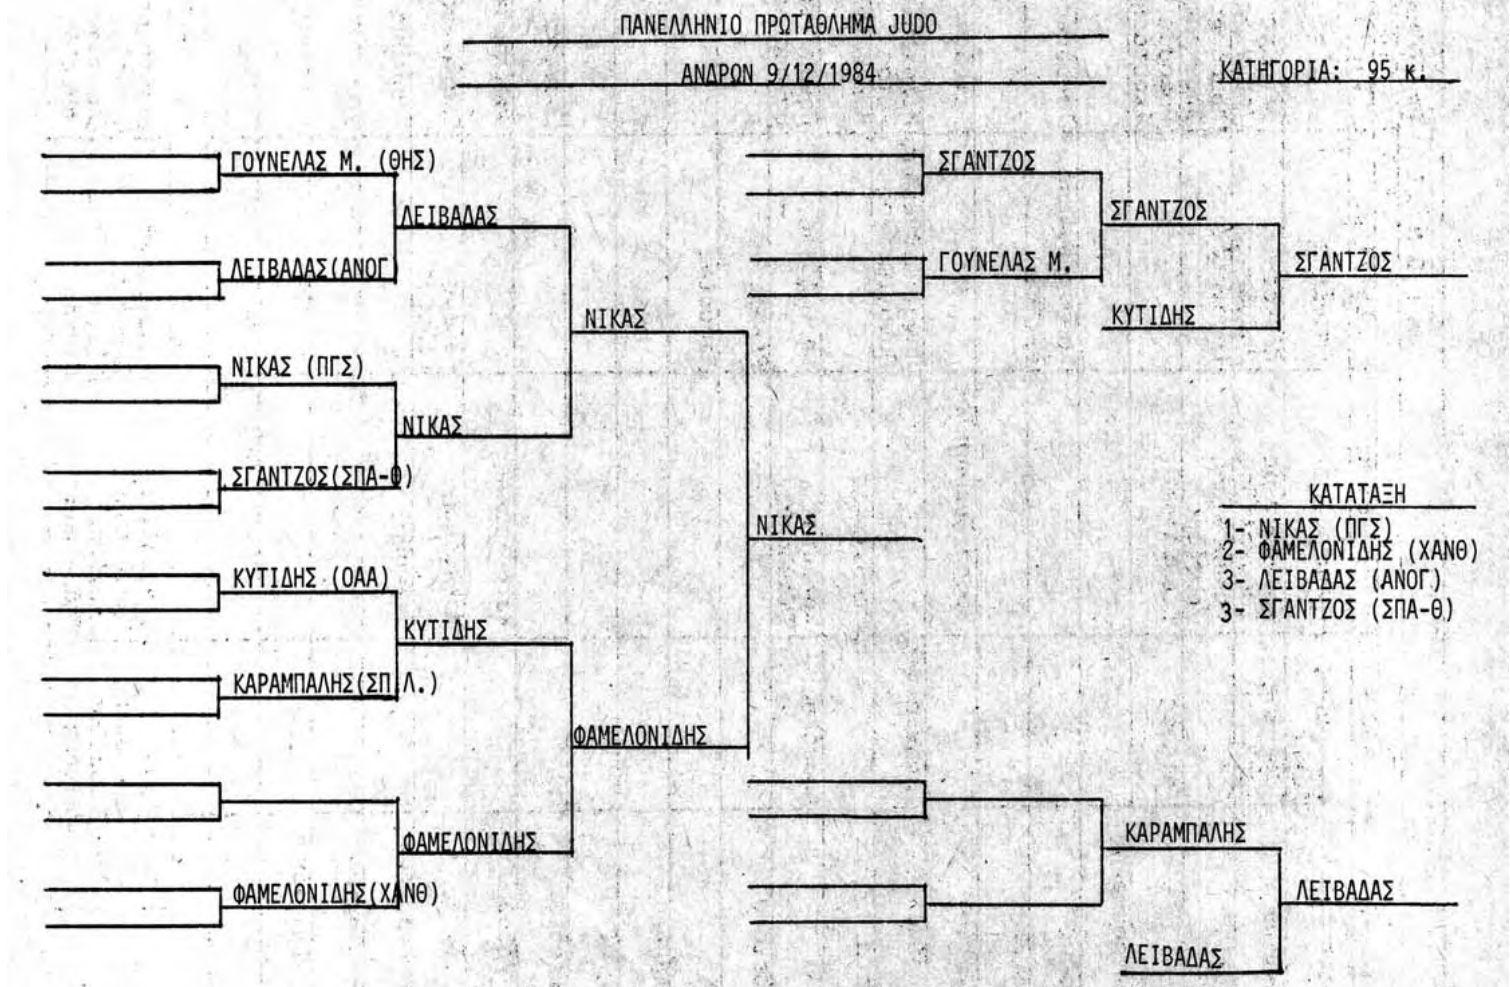 ΠΑΝΕΛΛΗΝΙΟ ΠΡΩΤΑΘΛΗΜΑ JUDO
ΑΝΔΡΩΝ 9/12/1984
ΚΑΤΗΓΟΡΙΑ: 95 κ.
ΓΟΥΝΕΛΑΣ Μ. (ΘΗΣ)
ΛΕΙΒΑΔΑΣ
ΛΕΙΒΑΔΑΣ(ΑΝΟΓ)
ΝΙΚΑΣ
ΝΙΚΑΣ (ΠΓΣ)
ΝΙΚΑΣ
ΣΓΑΝΤΖΟΣ(ΣΠΑ-Θ)
ΝΙΚΑΣ
ΚΥΤΙΔΗΣ (ΟΑΑ)
ΚΥΤΙΔΗΣ
ΚΑΡΑΜΠΑΛΗΣ(ΣΠ.Λ.)
ΦΑΜΕΛΟΝΙΔΗΣ
ΦΑΜΕΛΟΝΙΔΗΣ
ΦΑΜΕΛΟΝΙΔΗΣ(ΧΑΝΘ)
ΣΓΑΝΤΖΟΣ
ΣΓΑΝΤΖΟΣ
ΓΟΥΝΕΛΑΣ Μ.
ΣΓΑΝΤΖΟΣ
ΚΥΤΙΔΗΣ
ΚΑΤΑΤΑΞΗ
1- ΝΙΚΑΣ (ΠΓΣ)
2- ΦΑΜΕΛΟΝΙΔΗΣ (ΧΑΝΘ)
3- ΛΕΙΒΑΔΑΣ (ΑΝΟΓ)
3- ΣΓΑΝΤΖΟΣ (ΣΠΑ-Θ)
ΚΑΡΑΜΠΑΛΗΣ
ΛΕΙΒΑΔΑΣ
ΛΕΙΒΑΔΑΣ